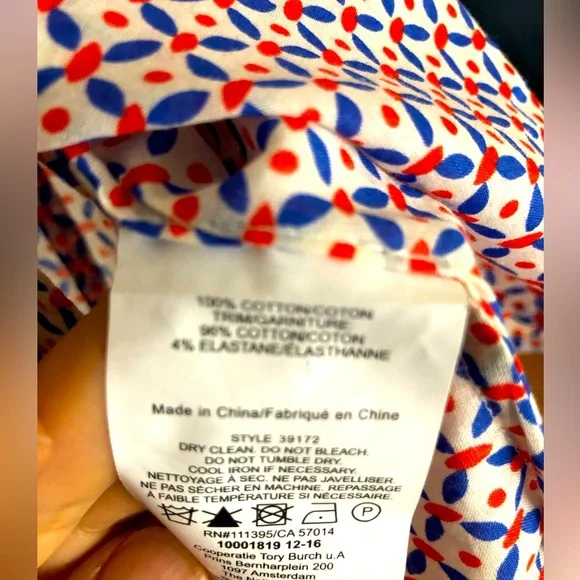 100% COTTON/COTON
TRIM/GARNITURE:
96% COTTON/COTON
4% ELASTANE/ÉLASTHANNE
Made in China/Fabriqué en Chine
STYLE 39172
DRY CLEAN. DO NOT BLEACH.
DO NOT TUMBLE DRY.
COOL IRON IF NECESSARY.
NETTOYAGE À SEC. NE PAS JAVELLISER.
NE PAS SÉCHER EN MACHINE. REPASSAGE
À FAIBLE TEMPÉRATURE SI NÉCESSAIRE.
P
RN#111395/CA 57014
10001819 12-16
Cooperatie Tory Burch u.A
Prins Bernharplein 200
1097 Amsterdam
The